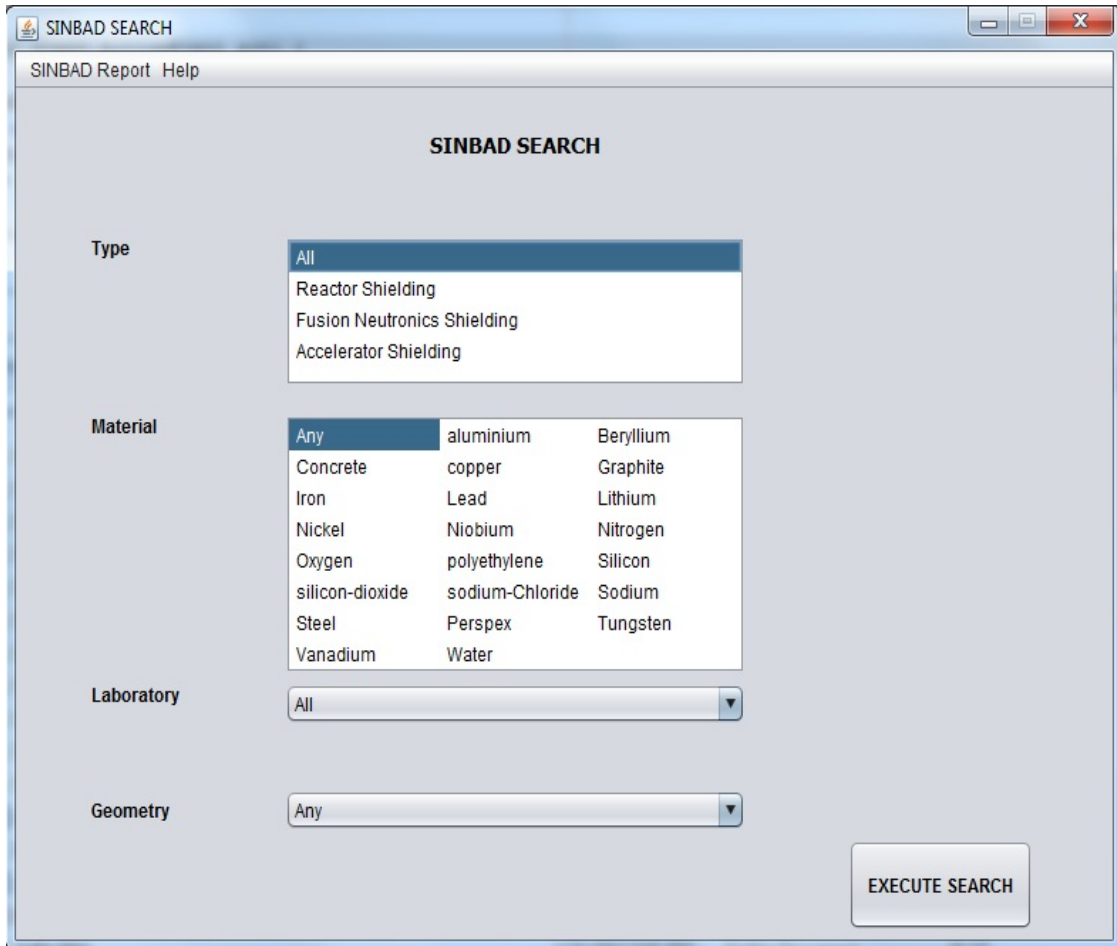 SINBAD SEARCH
SINBAD Report Help
SINBAD SEARCH
Type
All
Reactor Shielding
Fusion Neutronics Shielding
Accelerator Shielding
Material
Any aluminium Beryllium
Concrete copper Graphite
Iron Lead Lithium
Nickel Niobium Nitrogen
Oxygen polyethylene Silicon
silicon-dioxide sodium-Chloride Sodium
Steel Perspex Tungsten
Vanadium Water
Laboratory All
Geometry Any
EXECUTE SEARCH